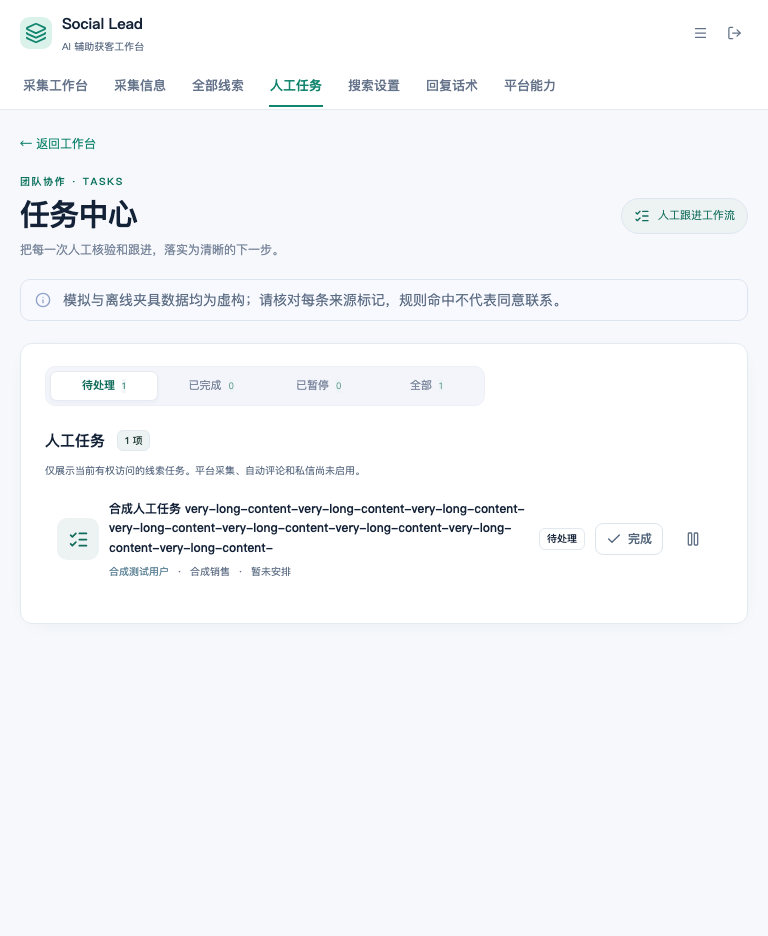 Social Lead
AI 辅助获客工作台
采集工作台 采集信息 全部线索 人工任务 搜索设置 回复话术 平台能力
← 返回工作台
团队协作 · TASKS
任务中心
人工跟进工作流
把每一次人工核验和跟进，落实为清晰的下一步。
模拟与离线夹具数据均为虚构；请核对每条来源标记，规则命中不代表同意联系。
待处理 1 已完成 0 已暂停 0 全部 1
人工任务 1 项
仅展示当前有权访问的线索任务。平台采集、自动评论和私信尚未启用。
合成人工任务 very-long-content-very-long-content-very-long-content-
very-long-content-very-long-content-very-long-content-very-long-
content-very-long-content-
待处理 完成
合成测试用户 · 合成销售 · 暂未安排